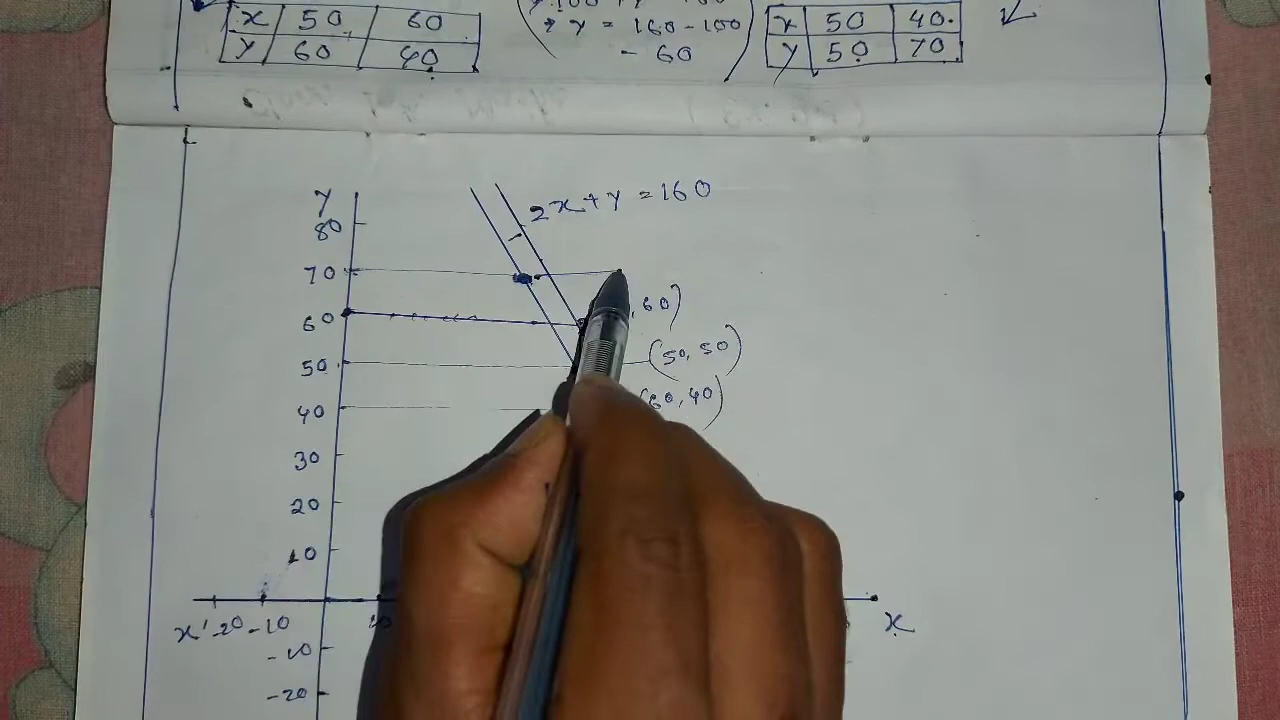 x 50 60
y 60 40
y = 160-100
- 60
x 50 40
y 50 70
y
2x+y=160
80
70
60 ,60)
50 (50, 50)
40 (60, 40)
30
20
10
x' -20 -10 10 x
-10
-20